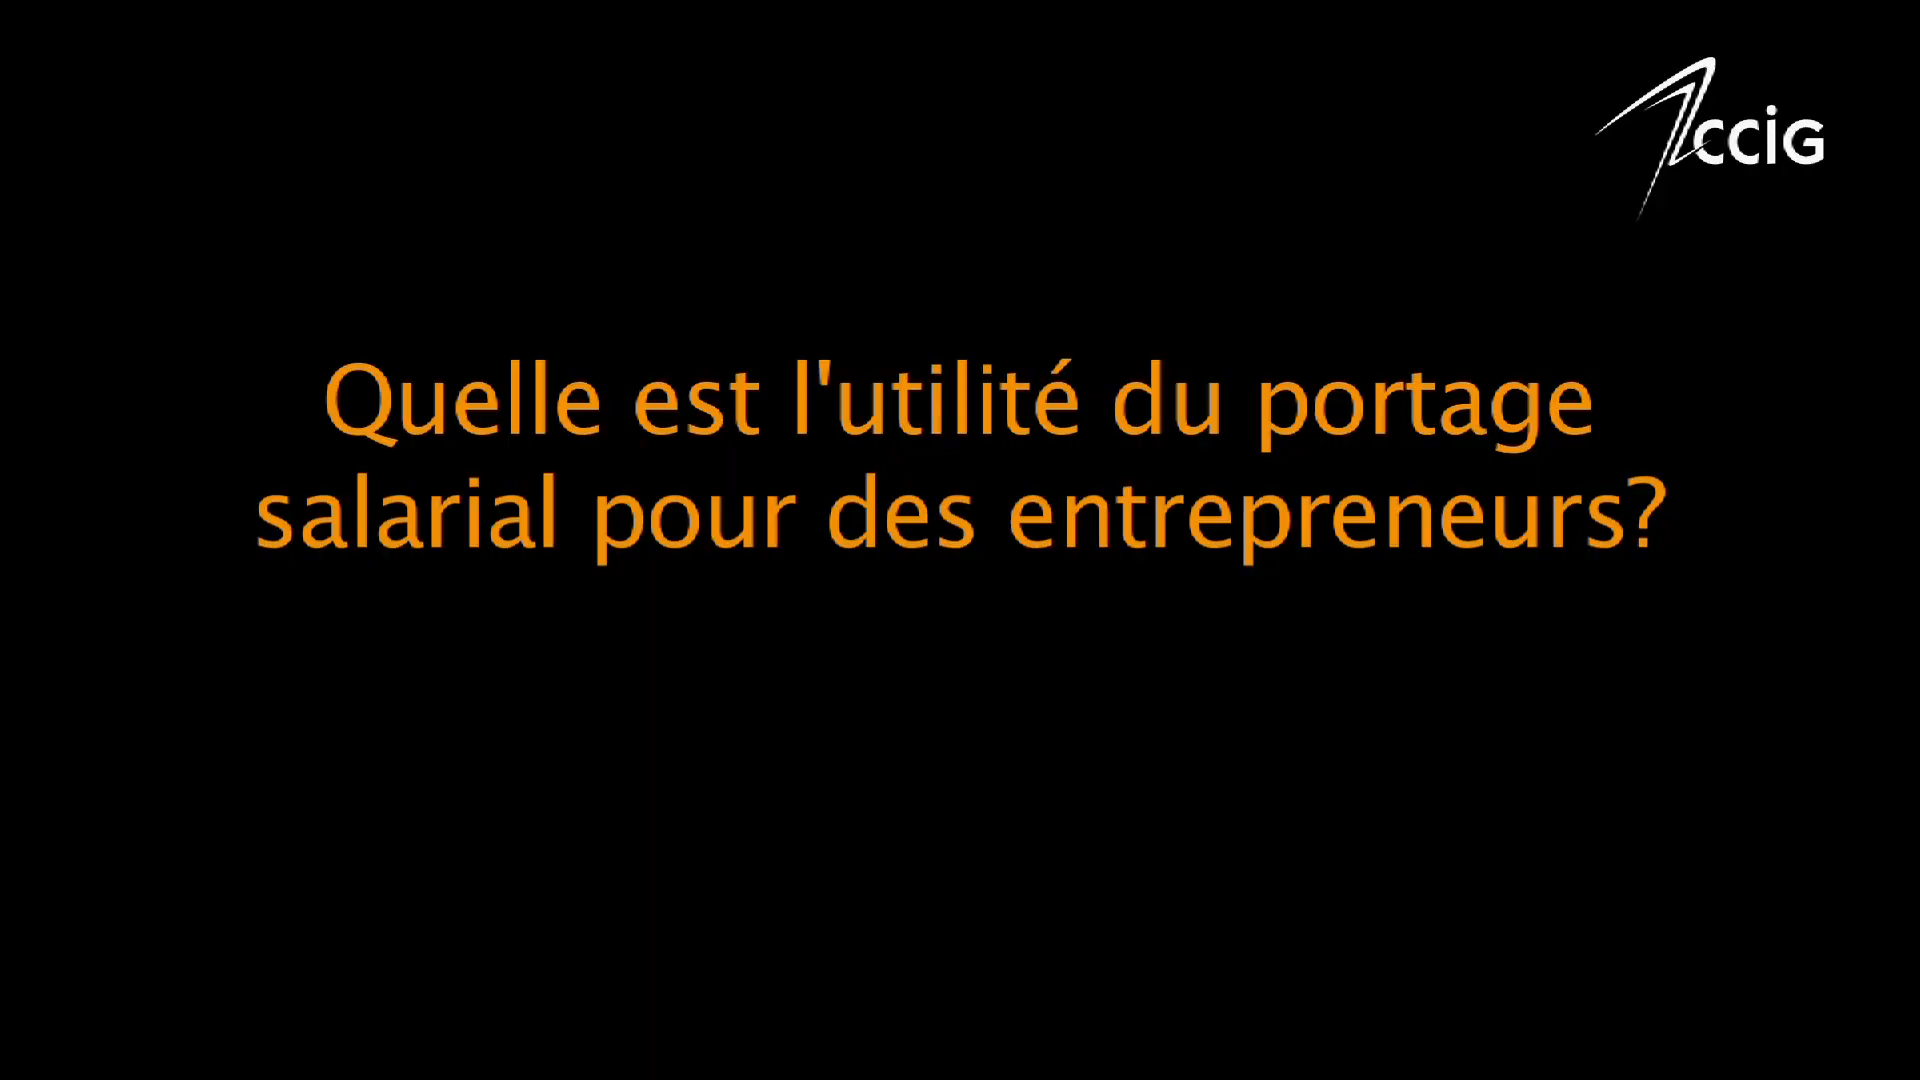 ccig
Quelle est l'utilité du portage
salarial pour des entrepreneurs?